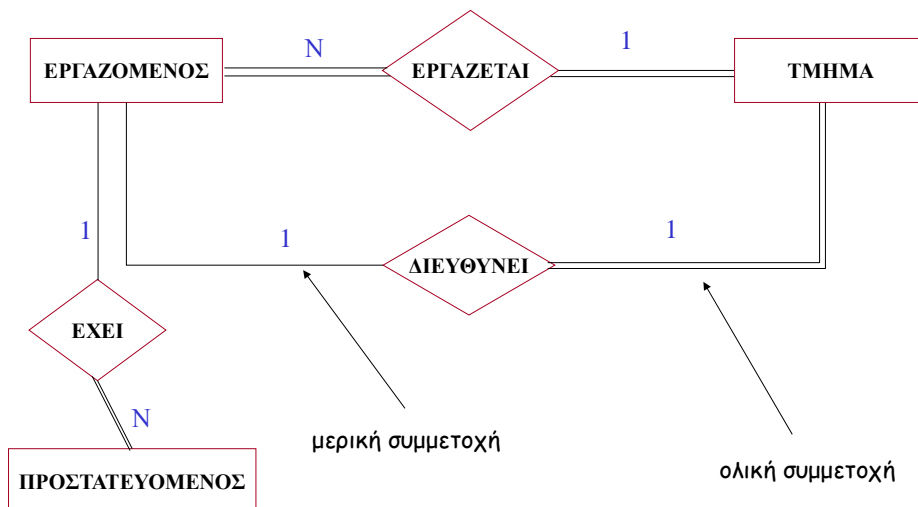 N
1
ΕΡΓΑΖΟΜΕΝΟΣ
ΕΡΓΑΖΕΤΑΙ
ΤΜΗΜΑ
1
1
1
ΔΙΕΥΘΥΝΕΙ
ΕΧΕΙ
N
μερική συμμετοχή
ολική συμμετοχή
ΠΡΟΣΤΑΤΕΥΟΜΕΝΟΣ